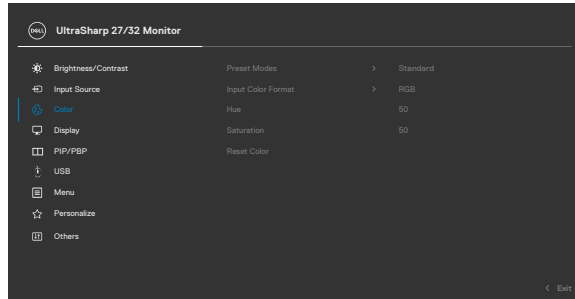 DELL UltraSharp 27/32 Monitor
Brightness/Contrast Preset Modes > Standard
Input Source Input Color Format > RGB
Color Hue 50
Display Saturation 50
PIP/PBP Reset Color
USB
Menu
Personalize
Others
< Exit